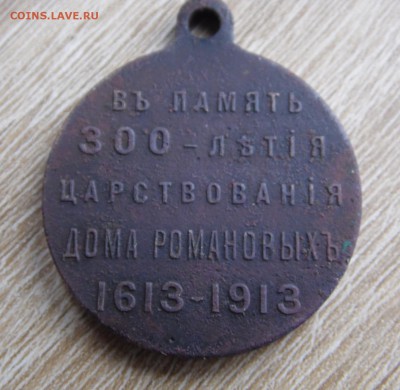 COINS.LAVE.RU
ВЪ ПАМЯТЬ
300-ЛѢТІЯ
ЦАРСТВОВАНІЯ
ДОМА РОМАНОВЫХЪ
1613-1913